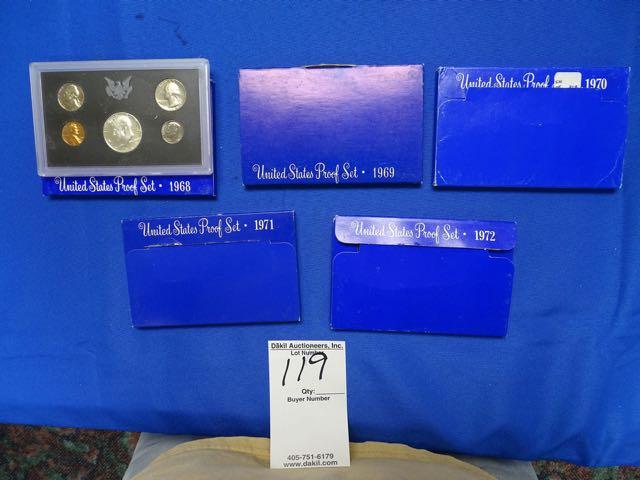 United States Proof Set · 1968
United States Proof Set · 1969
United States Proof 1970
United States Proof Set · 1971
United States Proof Set · 1972
Dakil Auctioneers, Inc.
Lot Number
119
Qty:______
Buyer Number
405-751-6179
www.dakil.com